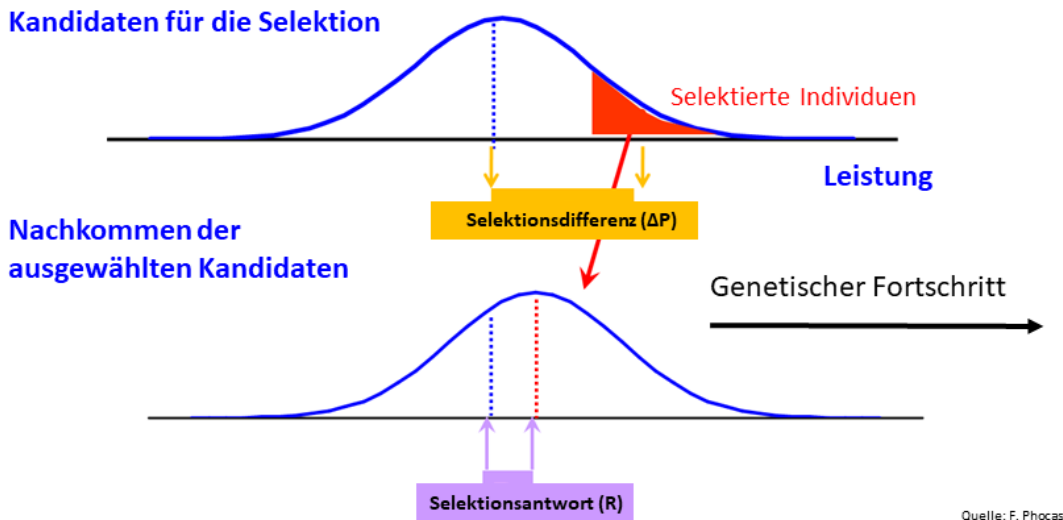 Kandidaten für die Selektion
Selektierte Individuen
Leistung
Selektionsdifferenz (ΔP)
Nachkommen der
ausgewählten Kandidaten
Genetischer Fortschritt
Selektionsantwort (R)
Quelle: F. Phocas